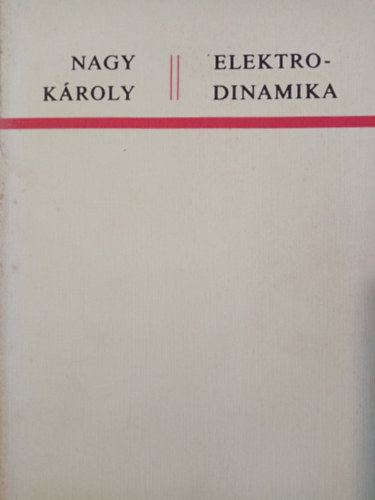 NAGY
KÁROLY
ELEKTRO-
DINAMIKA